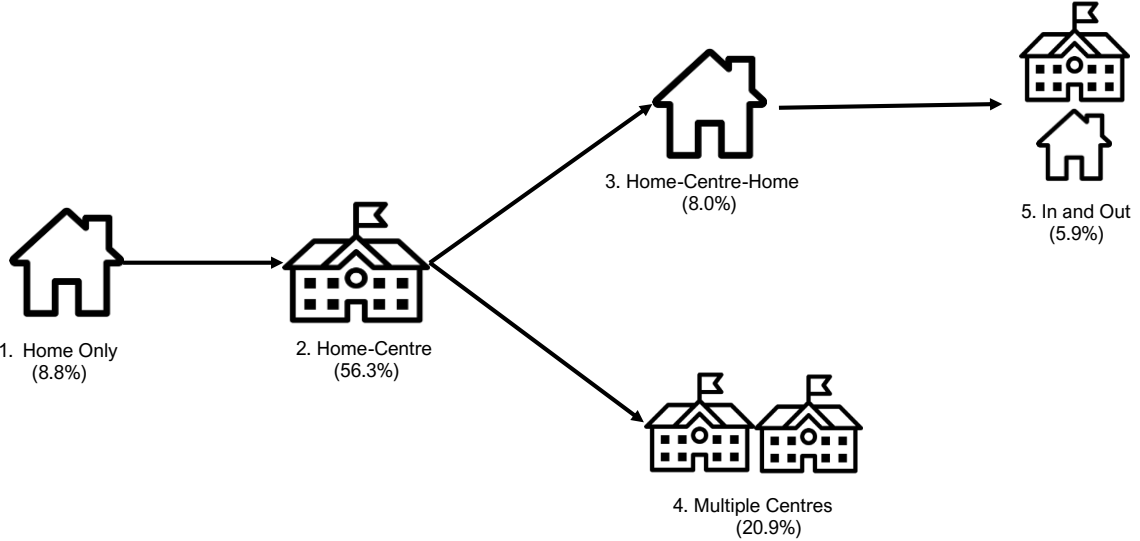 1. Home Only
(8.8%)
2. Home-Centre
(56.3%)
3. Home-Centre-Home
(8.0%)
4. Multiple Centres
(20.9%)
5. In and Out
(5.9%)